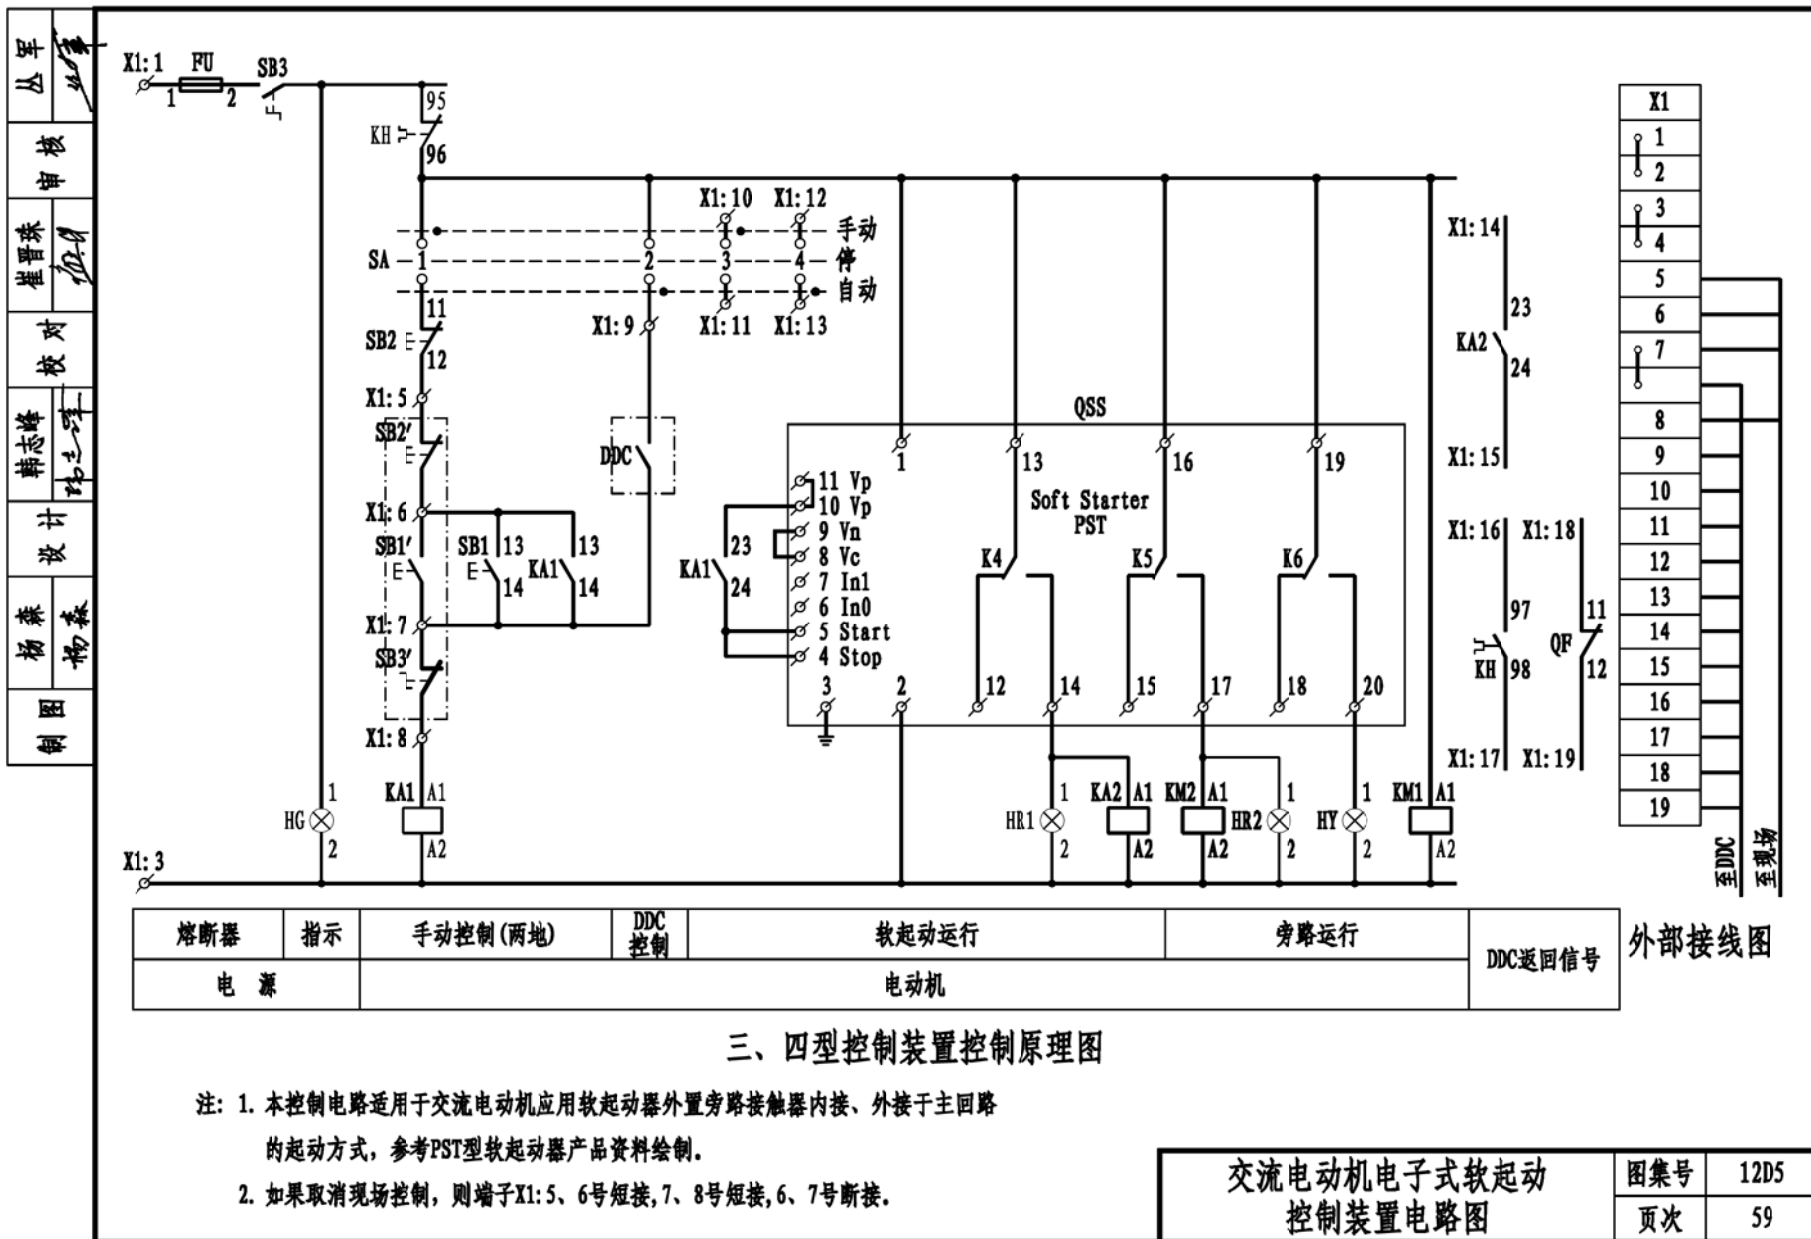 丛军
审核
崔晋珠
校对
韩志峰
设计
杨森
杨森
制图
X1:1 FU SB3
1 2
95
KH
96
X1:10 X1:12
手动
SA 1 2 3 4 停
自动
X1:9 X1:11 X1:13
11
SB2
12
X1:5
SB2'
DDC
X1:6
SB1' SB1 13 KA1 13
14 14
X1:7
SB3'
X1:8
KA1 A1
A2
HG 1
2
X1:3
23
KA1
24
QSS
1 13 16 19
Soft Starter
PST
11 Vp
10 Vp
9 Vn
8 Vc
7 In1
6 In0
5 Start
4 Stop
K4 K5 K6
3 2 12 14 15 17 18 20
HR1 1 KA2 A1 KM2 A1 HR2 1 HY 1 KM1 A1
2 A2 A2 2 2 A2
X1:14
23
KA2
24
X1:15
X1:16 X1:18
97 11
KH 98 QF 12
X1:17 X1:19
X1
1
2
3
4
5
6
7
8
9
10
11
12
13
14
15
16
17
18
19
至DDC
至现场
外部接线图
熔断器 指示 手动控制(两地) DDC控制 软起动运行 旁路运行 DDC返回信号
电源 电动机
三、四型控制装置控制原理图
注: 1. 本控制电路适用于交流电动机应用软起动器外置旁路接触器内接、外接于主回路
的起动方式，参考PST型软起动器产品资料绘制。
2. 如果取消现场控制，则端子X1:5、6号短接,7、8号短接,6、7号断接。
交流电动机电子式软起动
控制装置电路图
图集号 12D5
页次 59